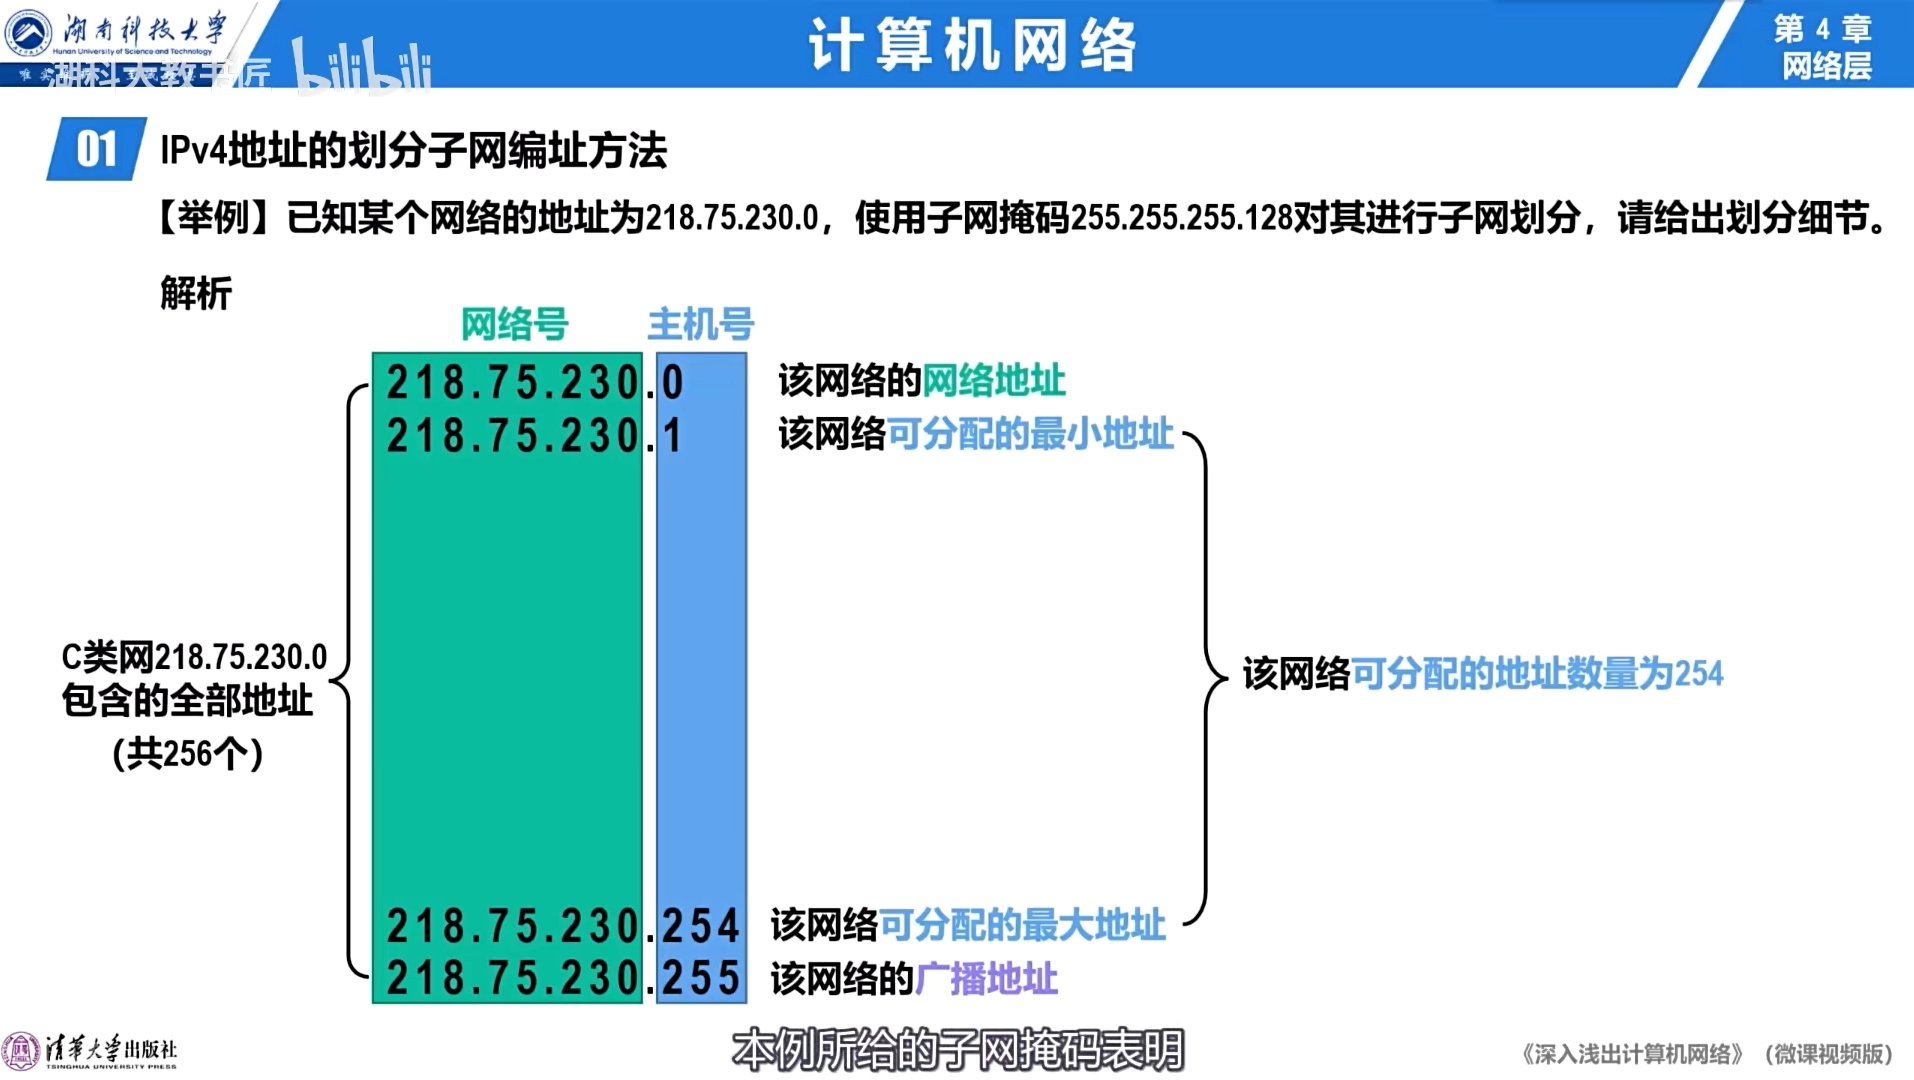 湖南科技大学
Hunan University of Science and Technology
湖科大教书匠 bilibili
计算机网络
第 4 章
网络层
01 IPv4地址的划分子网编址方法
【举例】已知某个网络的地址为218.75.230.0，使用子网掩码255.255.255.128对其进行子网划分，请给出划分细节。
解析
网络号 主机号
218.75.230.0 该网络的网络地址
218.75.230.1 该网络可分配的最小地址
C类网218.75.230.0
包含的全部地址
（共256个）
该网络可分配的地址数量为254
218.75.230.254 该网络可分配的最大地址
218.75.230.255 该网络的广播地址
本例所给的子网掩码表明
清华大学出版社
TSINGHUA UNIVERSITY PRESS
《深入浅出计算机网络》（微课视频版）